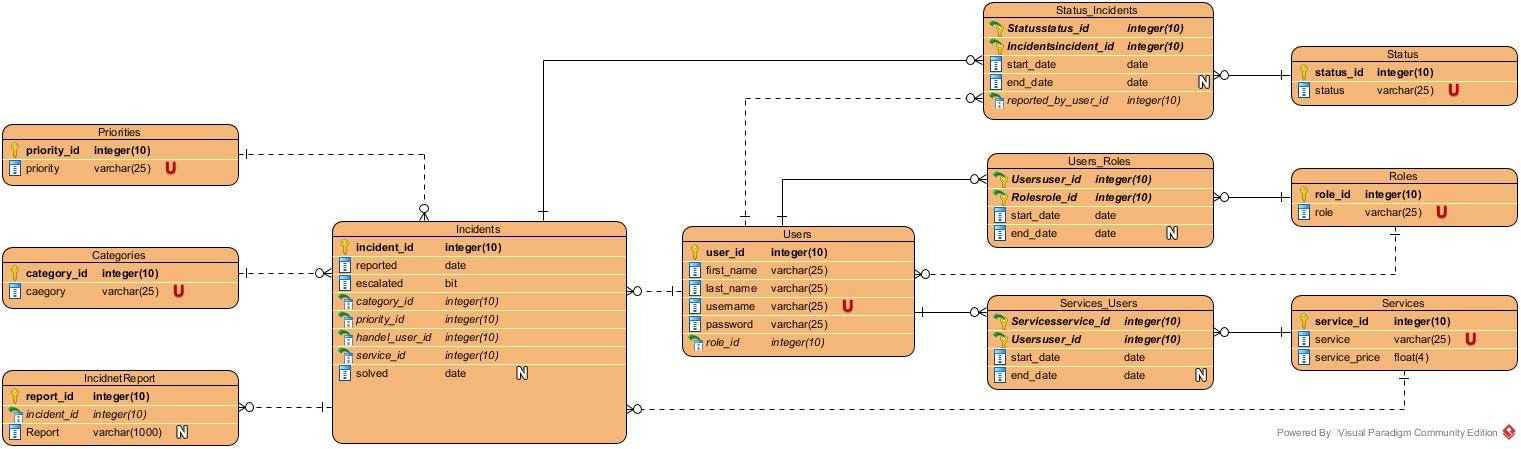 Status_Incidents
Statusstatus_id integer(10)
Incidentsincident_id integer(10)
start_date date
end_date date N
reported_by_user_id integer(10)
Status
status_id integer(10)
status varchar(25) U
Priorities
priority_id integer(10)
priority varchar(25) U
Users_Roles
Usersuser_id integer(10)
Rolesrole_id integer(10)
start_date date
end_date date N
Roles
role_id integer(10)
role varchar(25) U
Categories
category_id integer(10)
caegory varchar(25) U
Incidents
incident_id integer(10)
reported date
escalated bit
category_id integer(10)
priority_id integer(10)
handel_user_id integer(10)
service_id integer(10)
solved date N
Users
user_id integer(10)
first_name varchar(25)
last_name varchar(25)
username varchar(25) U
password varchar(25)
role_id integer(10)
Services_Users
Servicesservice_id integer(10)
Usersuser_id integer(10)
start_date date
end_date date N
Services
service_id integer(10)
service varchar(25) U
service_price float(4)
IncidnetReport
report_id integer(10)
incident_id integer(10)
Report varchar(1000) N
Powered By Visual Paradigm Community Edition